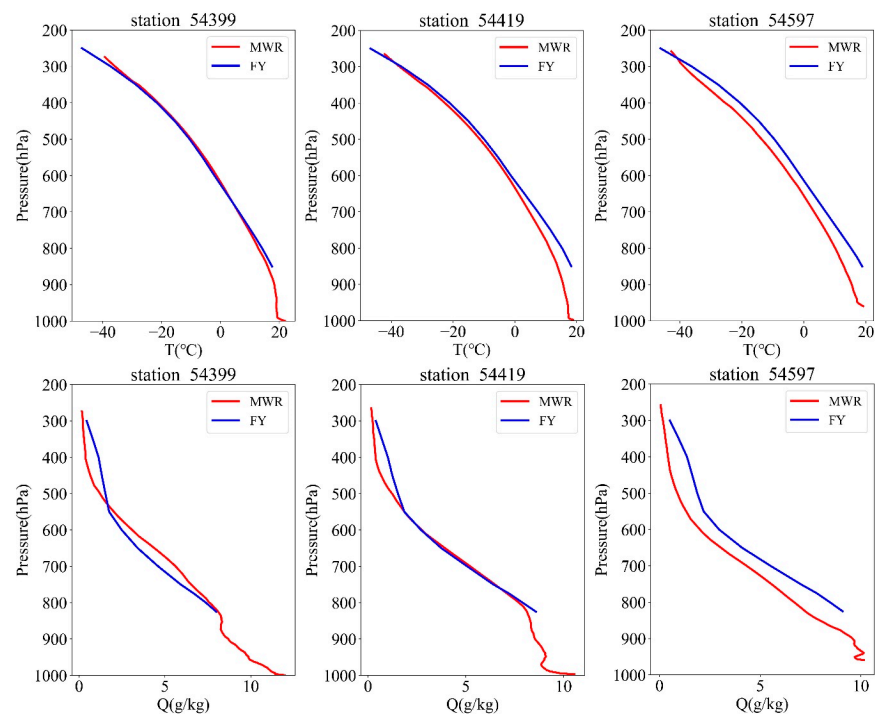 station 54399
station 54419
station 54597
200
300
400
500
600
700
800
900
1000
Pressure(hPa)
MWR
FY
−40
−20
0
20
T(℃)
200
300
400
500
600
700
800
900
1000
Pressure(hPa)
MWR
FY
−40
−20
0
20
T(℃)
200
300
400
500
600
700
800
900
1000
Pressure(hPa)
MWR
FY
−40
−20
0
20
T(℃)
station 54399
station 54419
station 54597
200
300
400
500
600
700
800
900
1000
Pressure(hPa)
MWR
FY
0
5
10
Q(g/kg)
200
300
400
500
600
700
800
900
1000
Pressure(hPa)
MWR
FY
0
5
10
Q(g/kg)
200
300
400
500
600
700
800
900
1000
Pressure(hPa)
MWR
FY
0
5
10
Q(g/kg)